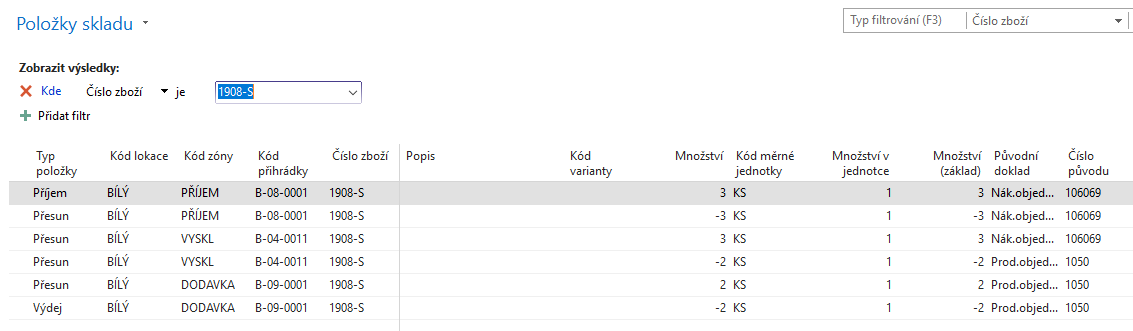 Položky skladu
Typ filtrování (F3) Číslo zboží
Zobrazit výsledky:
Kde Číslo zboží je 1908-S
Přidat filtr
Typ položky Kód lokace Kód zóny Kód přihrádky Číslo zboží Popis Kód varianty Množství Kód měrné jednotky Množství v jednotce Množství (základ) Původní doklad Číslo původu
Příjem BÍLÝ PŘÍJEM B-08-0001 1908-S 3 KS 1 3 Nák.objed... 106069
Přesun BÍLÝ PŘÍJEM B-08-0001 1908-S -3 KS 1 -3 Nák.objed... 106069
Přesun BÍLÝ VYSKL B-04-0011 1908-S 3 KS 1 3 Nák.objed... 106069
Přesun BÍLÝ VYSKL B-04-0011 1908-S -2 KS 1 -2 Prod.objed... 1050
Přesun BÍLÝ DODAVKA B-09-0001 1908-S 2 KS 1 2 Prod.objed... 1050
Výdej BÍLÝ DODAVKA B-09-0001 1908-S -2 KS 1 -2 Prod.objed... 1050